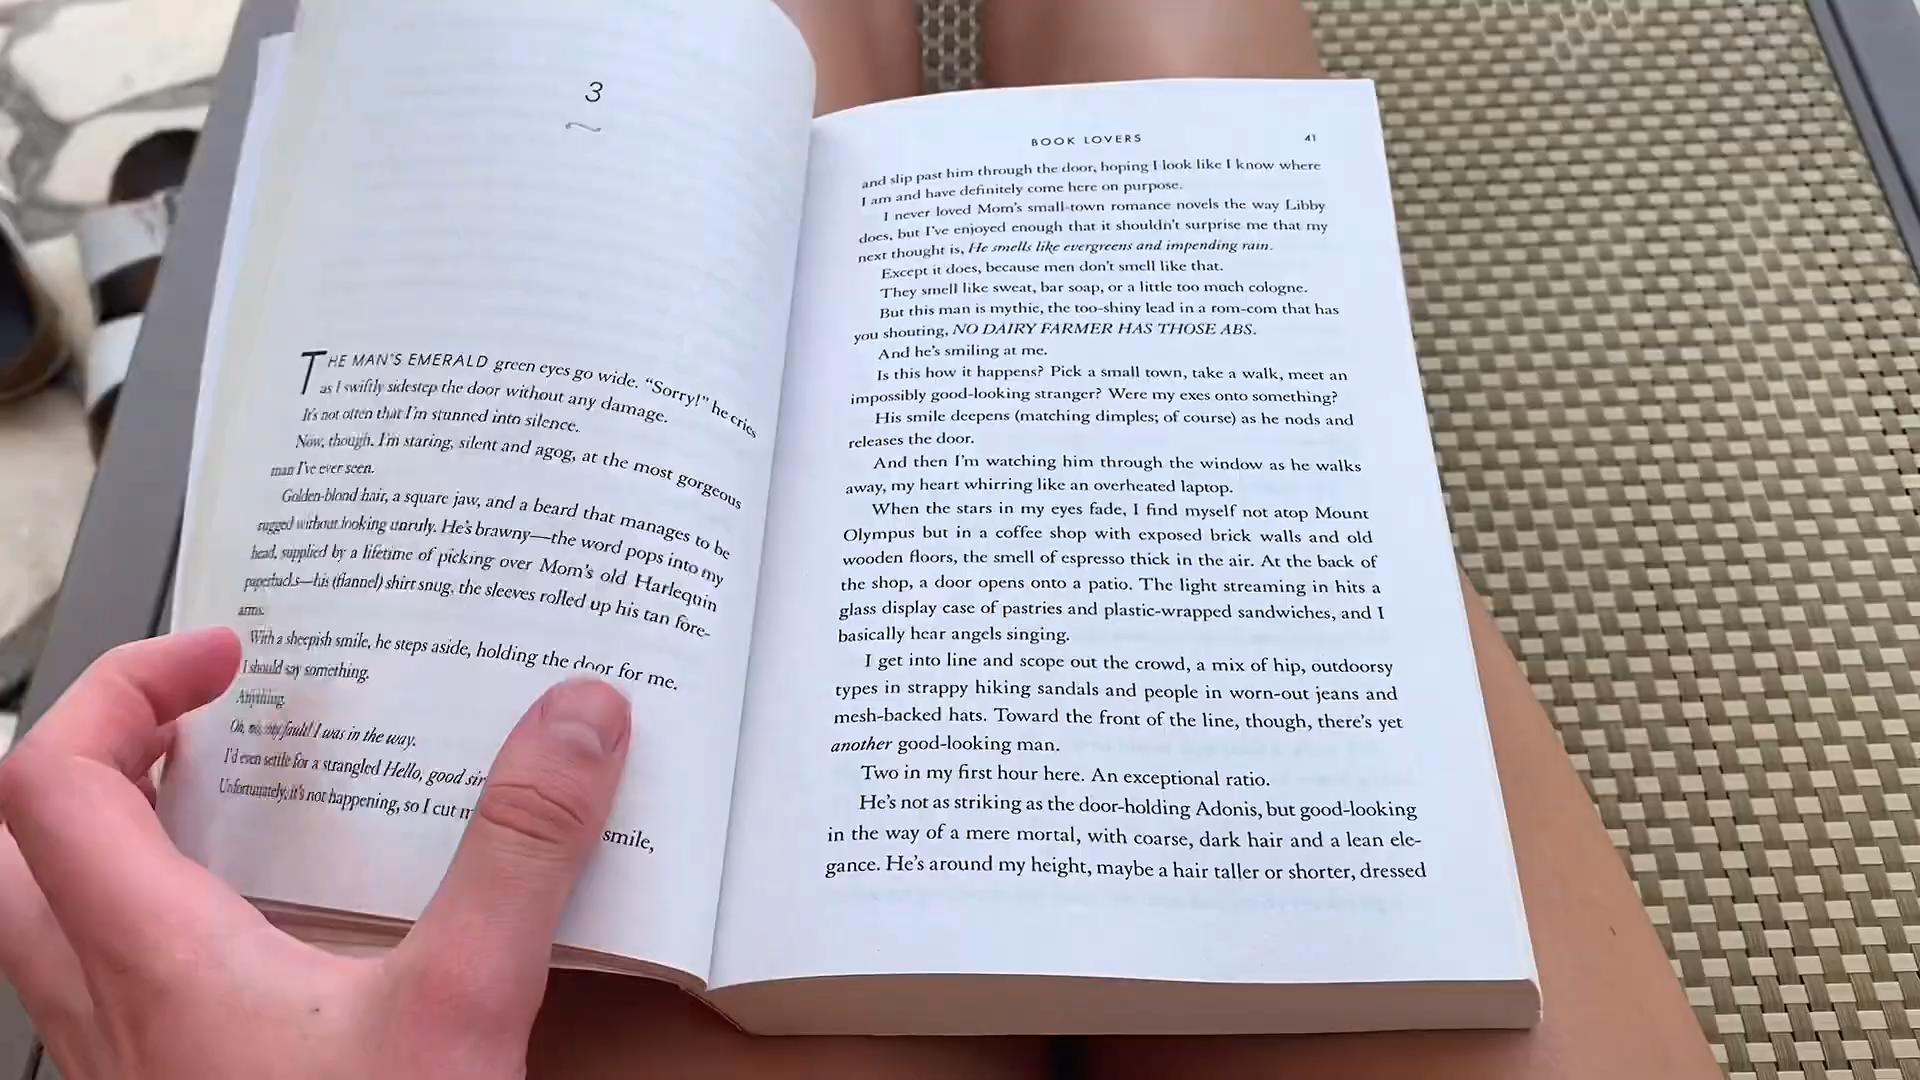 3
THE MAN'S EMERALD green eyes go wide. “Sorry!” he cries
as I swiftly sidestep the door without any damage.
It's not often that I'm stunned into silence.
Now, though, I'm staring, silent and agog, at the most gorgeous
man I've ever seen.
Golden-blond hair, a square jaw, and a beard that manages to be
rugged without looking unruly. He's brawny—the word pops into my
head, supplied by a lifetime of picking over Mom's old Harlequin
paperbacks—his (flannel) shirt snug, the sleeves rolled up his tan fore-
arms.
With a sheepish smile, he steps aside, holding the door for me.
I should say something.
Anything.
Oh, no, my fault! I was in the way.
I'd even settle for a strangled Hello, good sir
Unfortunately, it's not happening, so I cut smile,
BOOK LOVERS 41
and slip past him through the door, hoping I look like I know where
I am and have definitely come here on purpose.
I never loved Mom's small-town romance novels the way Libby
does, but I've enjoyed enough that it shouldn't surprise me that my
next thought is, He smells like evergreens and impending rain.
Except it does, because men don't smell like that.
They smell like sweat, bar soap, or a little too much cologne.
But this man is mythic, the too-shiny lead in a rom-com that has
you shouting, NO DAIRY FARMER HAS THOSE ABS.
And he's smiling at me.
Is this how it happens? Pick a small town, take a walk, meet an
impossibly good-looking stranger? Were my exes onto something?
His smile deepens (matching dimples; of course) as he nods and
releases the door.
And then I'm watching him through the window as he walks
away, my heart whirring like an overheated laptop.
When the stars in my eyes fade, I find myself not atop Mount
Olympus but in a coffee shop with exposed brick walls and old
wooden floors, the smell of espresso thick in the air. At the back of
the shop, a door opens onto a patio. The light streaming in hits a
glass display case of pastries and plastic-wrapped sandwiches, and I
basically hear angels singing.
I get into line and scope out the crowd, a mix of hip, outdoorsy
types in strappy hiking sandals and people in worn-out jeans and
mesh-backed hats. Toward the front of the line, though, there's yet
another good-looking man.
Two in my first hour here. An exceptional ratio.
He's not as striking as the door-holding Adonis, but good-looking
in the way of a mere mortal, with coarse, dark hair and a lean ele-
gance. He's around my height, maybe a hair taller or shorter, dressed